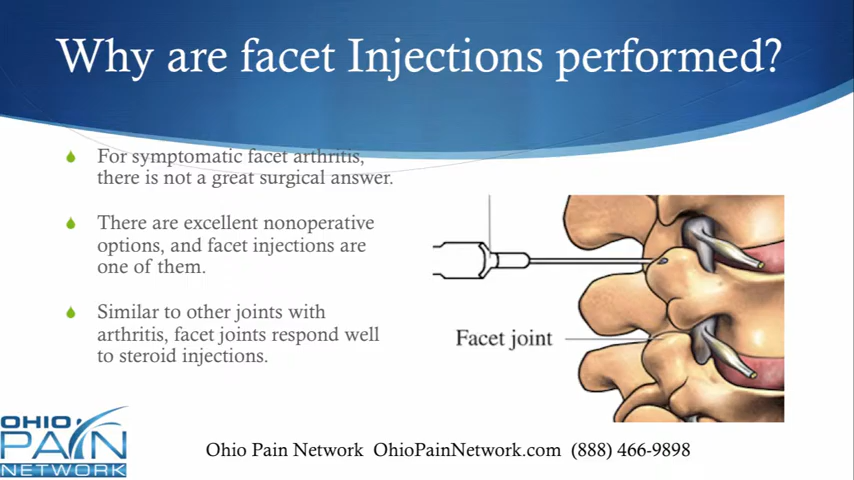 Why are facet Injections performed?
For symptomatic facet arthritis,
there is not a great surgical answer.
There are excellent nonoperative
options, and facet injections are
one of them.
Similar to other joints with
arthritis, facet joints respond well
to steroid injections.
Facet joint
OHIO
PAIN
NETWORK
Ohio Pain Network OhioPainNetwork.com (888) 466-9898